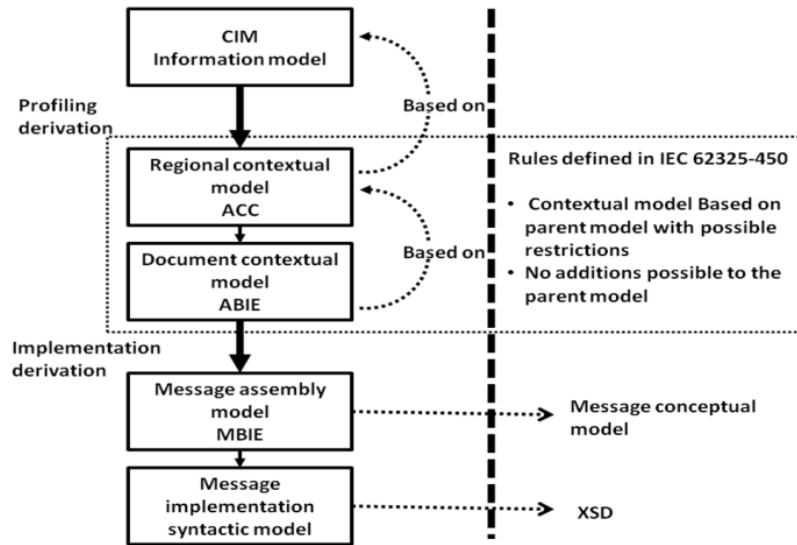 CIM
Information model
Profiling
derivation
Based on
Regional contextual
model
ACC
Document contextual
model
ABIE
Based on
Rules defined in IEC 62325-450
• Contextual model Based on
parent model with possible
restrictions
• No additions possible to the
parent model
Implementation
derivation
Message assembly
model
MBIE
Message conceptual
model
Message
implementation
syntactic model
XSD